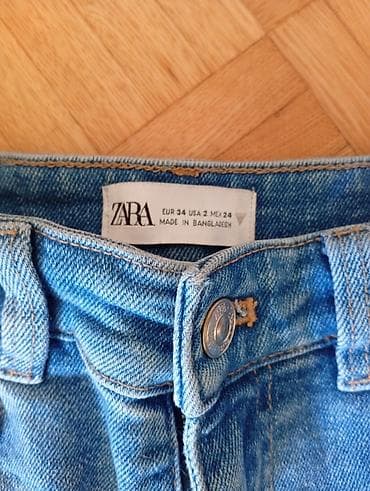 ZARA
EUR 34 USA 2 MEX 24
MADE IN BANGLADESH